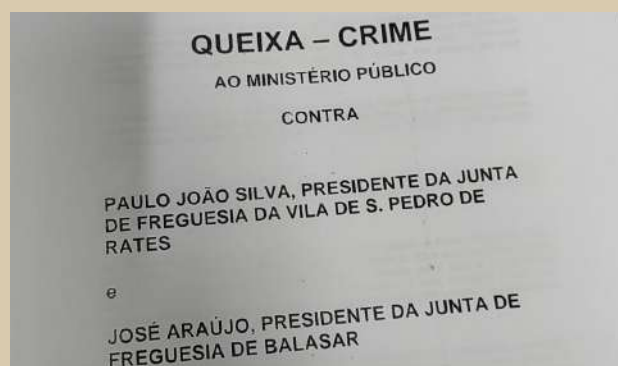 QUEIXA – CRIME
AO MINISTÉRIO PÚBLICO
CONTRA
PAULO JOÃO SILVA, PRESIDENTE DA JUNTA
DE FREGUESIA DA VILA DE S. PEDRO DE
RATES
e
JOSÉ ARAÚJO, PRESIDENTE DA JUNTA DE
FREGUESIA DE BALASAR